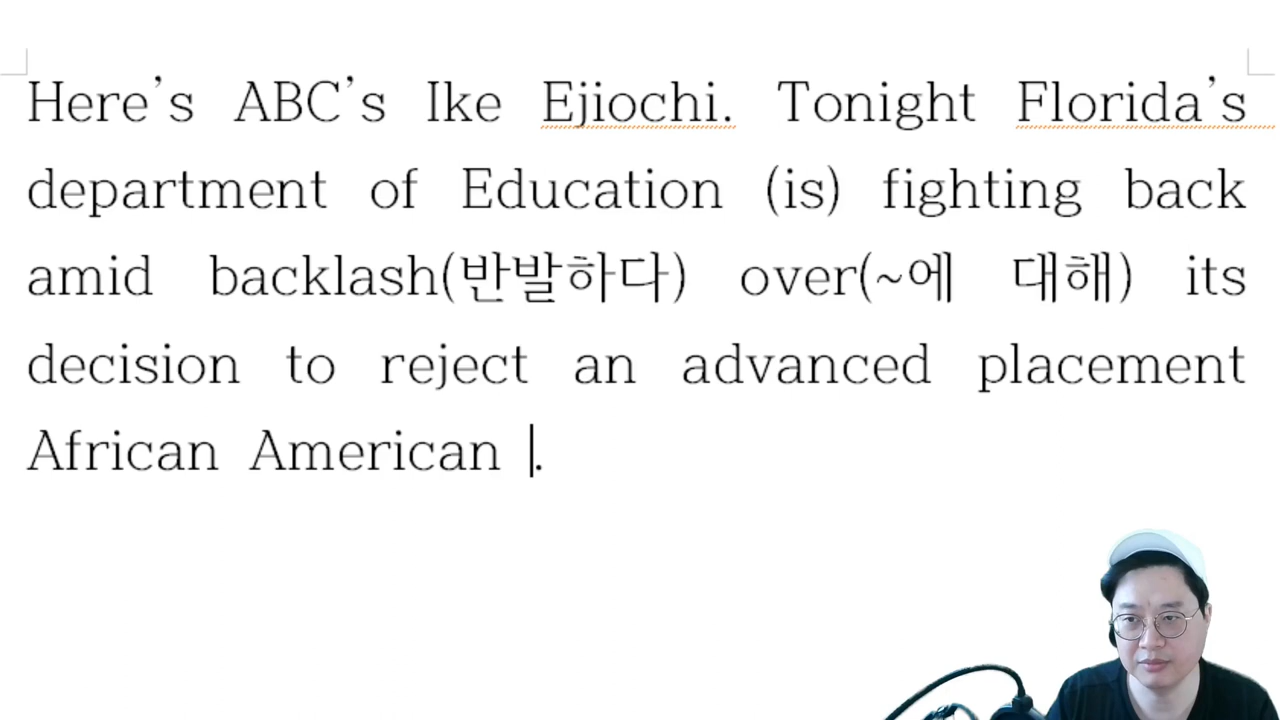 Here's ABC's Ike Ejiochi. Tonight Florida's
department of Education (is) fighting back
amid backlash(반발하다) over(~에 대해) its
decision to reject an advanced placement
African American .